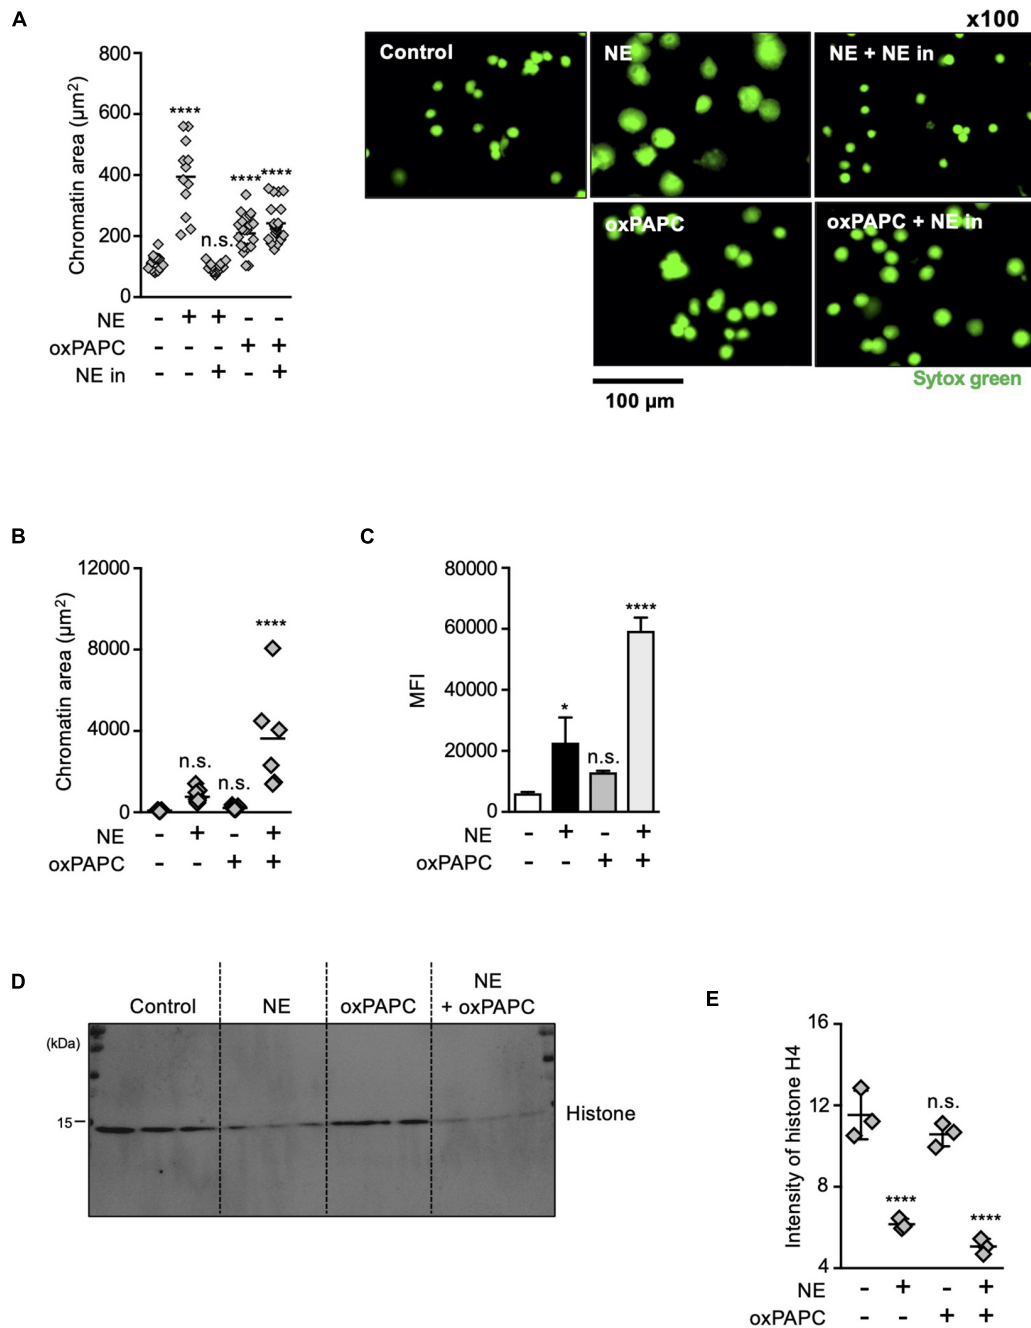 A
Chromatin area (µm2)
800
600
400
200
0
****
n.s.
****
****
NE - + + - -
oxPAPC - - - + +
NE in - - + - +
x100
Control
NE
NE + NE in
oxPAPC
oxPAPC + NE in
Sytox green
100 µm
B
Chromatin area (µm2)
12000
8000
4000
0
n.s.
n.s.
****
NE - + - +
oxPAPC - - + +
C
MFI
80000
60000
40000
20000
0
*
n.s.
****
NE - + - +
oxPAPC - - + +
D
Control
NE
oxPAPC
NE
+ oxPAPC
(kDa)
15
Histone
E
Intensity of histone H4
16
12
8
4
****
n.s.
****
NE - + - +
oxPAPC - - + +